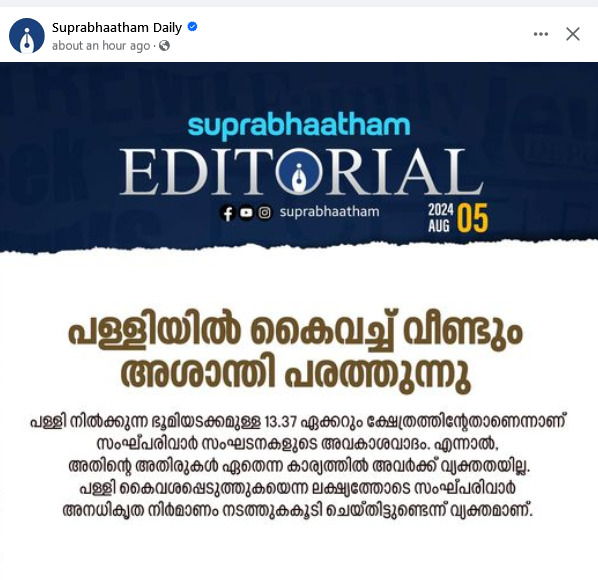 Suprabhaatham Daily
about an hour ago
suprabhaatham
EDITORIAL
suprabhaatham
2024
AUG 05
പള്ളിയിൽ കൈവച്ച് വീണ്ടും
അശാന്തി പരത്തുന്നു
പള്ളി നിൽക്കുന്ന ഭൂമിയടക്കമുള്ള 13.37 ഏക്കറും ക്ഷേത്രത്തിന്റേതാണെന്നാണ്
സംഘ്പരിവാർ സംഘടനകളുടെ അവകാശവാദം. എന്നാൽ,
അതിന്റെ അതിരുകൾ ഏതെന്ന കാര്യത്തിൽ അവർക്ക് വ്യക്തതയില്ല.
പള്ളി കൈവശപ്പെടുത്തുകയെന്ന ലക്ഷ്യത്തോടെ സംഘ്പരിവാർ
അനധികൃത നിർമാണം നടത്തുകകൂടി ചെയ്തിട്ടുണ്ടെന്ന് വ്യക്തമാണ്.